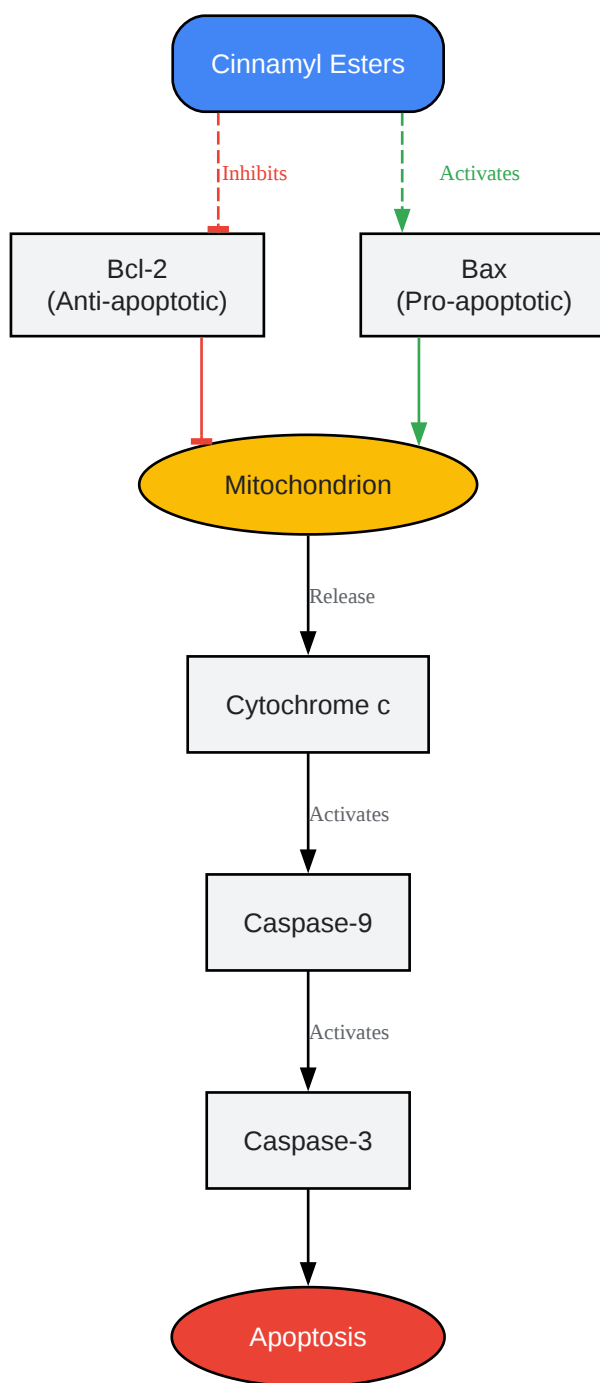 Cinnamyl Esters
Inhibits
Activates
Bcl-2
(Anti-apoptotic)
Bax
(Pro-apoptotic)
Mitochondrion
Release
Cytochrome c
Activates
Caspase-9
Activates
Caspase-3
Apoptosis